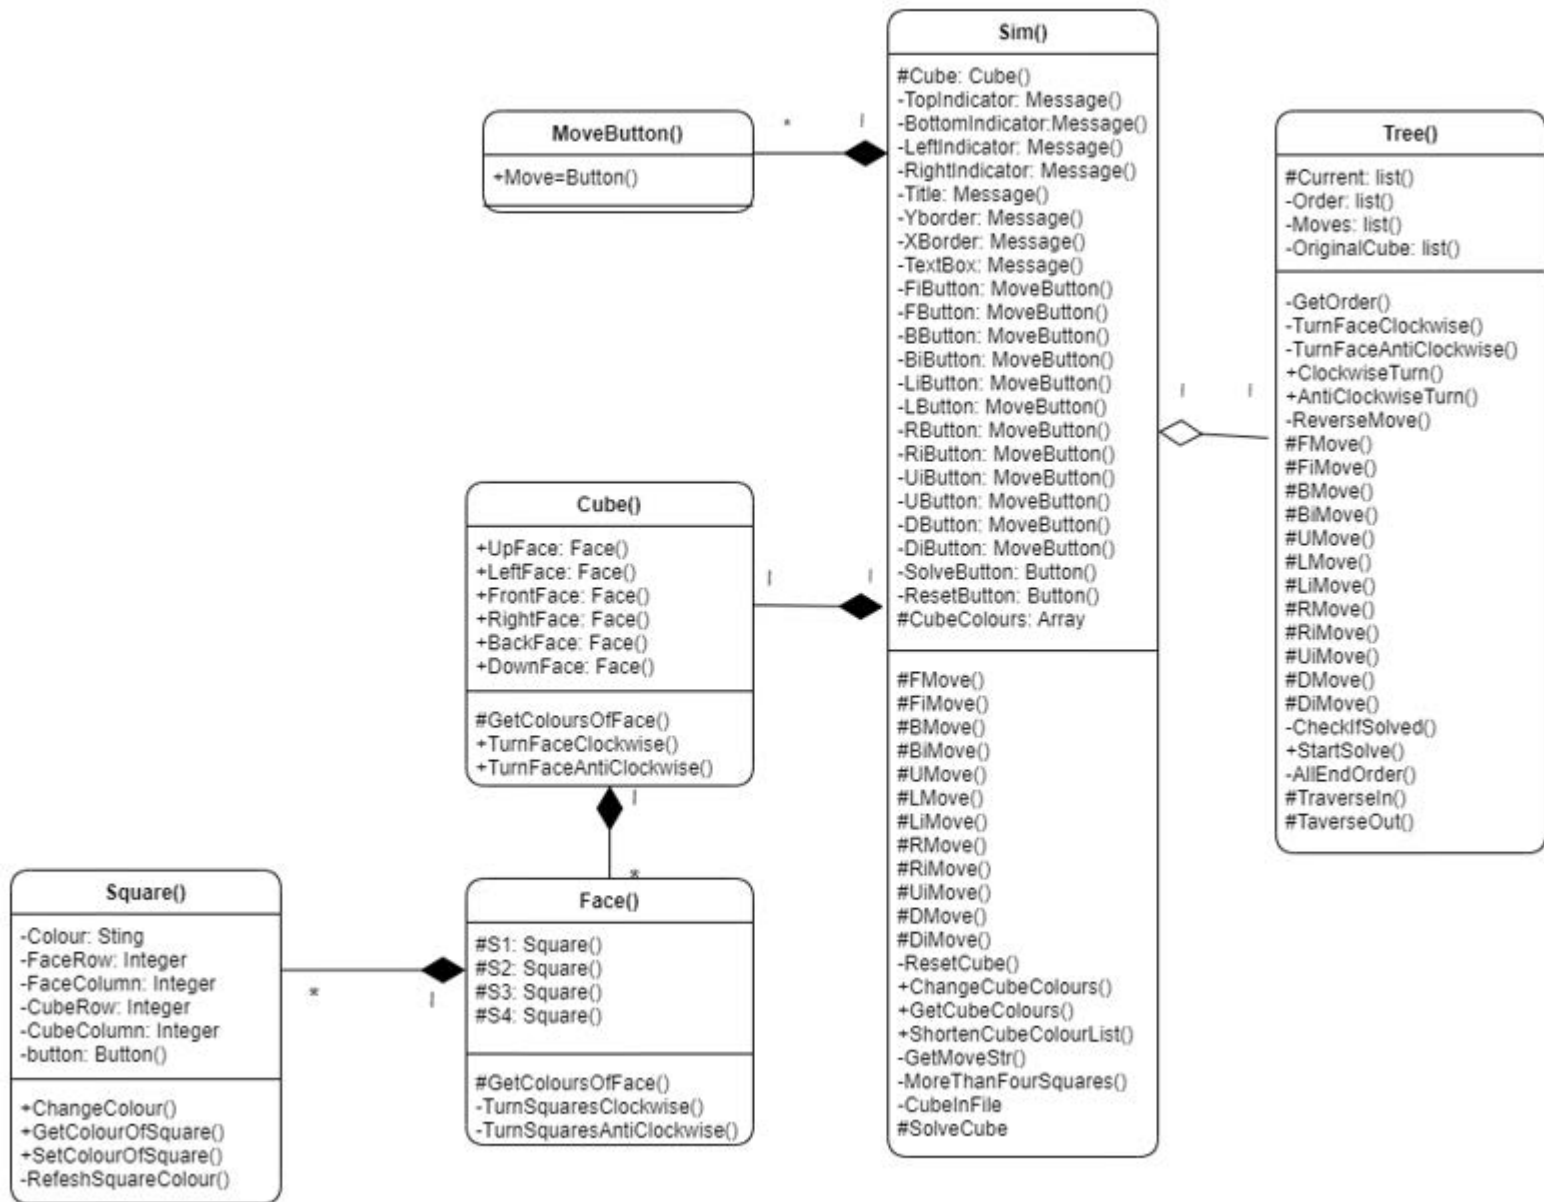 MoveButton()
+Move=Button()
* 1
Sim()
#Cube: Cube()
-TopIndicator: Message()
-BottomIndicator:Message()
-LeftIndicator: Message()
-RightIndicator: Message()
-Title: Message()
-Yborder: Message()
-XBorder: Message()
-TextBox: Message()
-FiButton: MoveButton()
-FButton: MoveButton()
-BButton: MoveButton()
-BiButton: MoveButton()
-LiButton: MoveButton()
-LButton: MoveButton()
-RButton: MoveButton()
-RiButton: MoveButton()
-UiButton: MoveButton()
-UButton: MoveButton()
-DButton: MoveButton()
-DiButton: MoveButton()
-SolveButton: Button()
-ResetButton: Button()
#CubeColours: Array
#FMove()
#FiMove()
#BMove()
#BiMove()
#UMove()
#LMove()
#LiMove()
#RMove()
#RiMove()
#UiMove()
#DMove()
#DiMove()
-ResetCube()
+ChangeCubeColours()
+GetCubeColours()
+ShortenCubeColourList()
-GetMoveStr()
-MoreThanFourSquares()
-CubeInFile
#SolveCube
1 1
Tree()
#Current: list()
-Order: list()
-Moves: list()
-OriginalCube: list()
-GetOrder()
-TurnFaceClockwise()
-TurnFaceAntiClockwise()
+ClockwiseTurn()
+AntiClockwiseTurn()
-ReverseMove()
#FMove()
#FiMove()
#BMove()
#BiMove()
#UMove()
#LMove()
#LiMove()
#RMove()
#RiMove()
#UiMove()
#DMove()
#DiMove()
-CheckIfSolved()
+StartSolve()
-AllEndOrder()
#TraverseIn()
#TaverseOut()
Cube()
+UpFace: Face()
+LeftFace: Face()
+FrontFace: Face()
+RightFace: Face()
+BackFace: Face()
+DownFace: Face()
#GetColoursOfFace()
+TurnFaceClockwise()
+TurnFaceAntiClockwise()
1 1
1
*
Face()
#S1: Square()
#S2: Square()
#S3: Square()
#S4: Square()
#GetColoursOfFace()
-TurnSquaresClockwise()
-TurnSquaresAntiClockwise()
* 1
Square()
-Colour: Sting
-FaceRow: Integer
-FaceColumn: Integer
-CubeRow: Integer
-CubeColumn: Integer
-button: Button()
+ChangeColour()
+GetColourOfSquare()
+SetColourOfSquare()
-RefeshSquareColour()